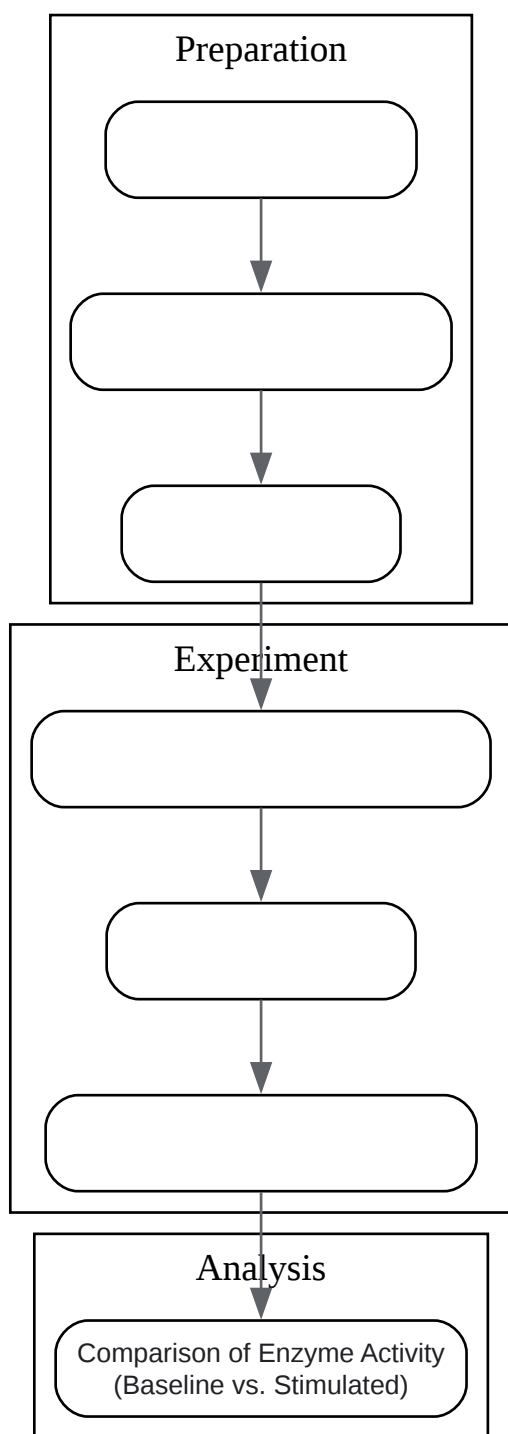 Preparation
Experiment
Analysis
Comparison of Enzyme Activity
(Baseline vs. Stimulated)